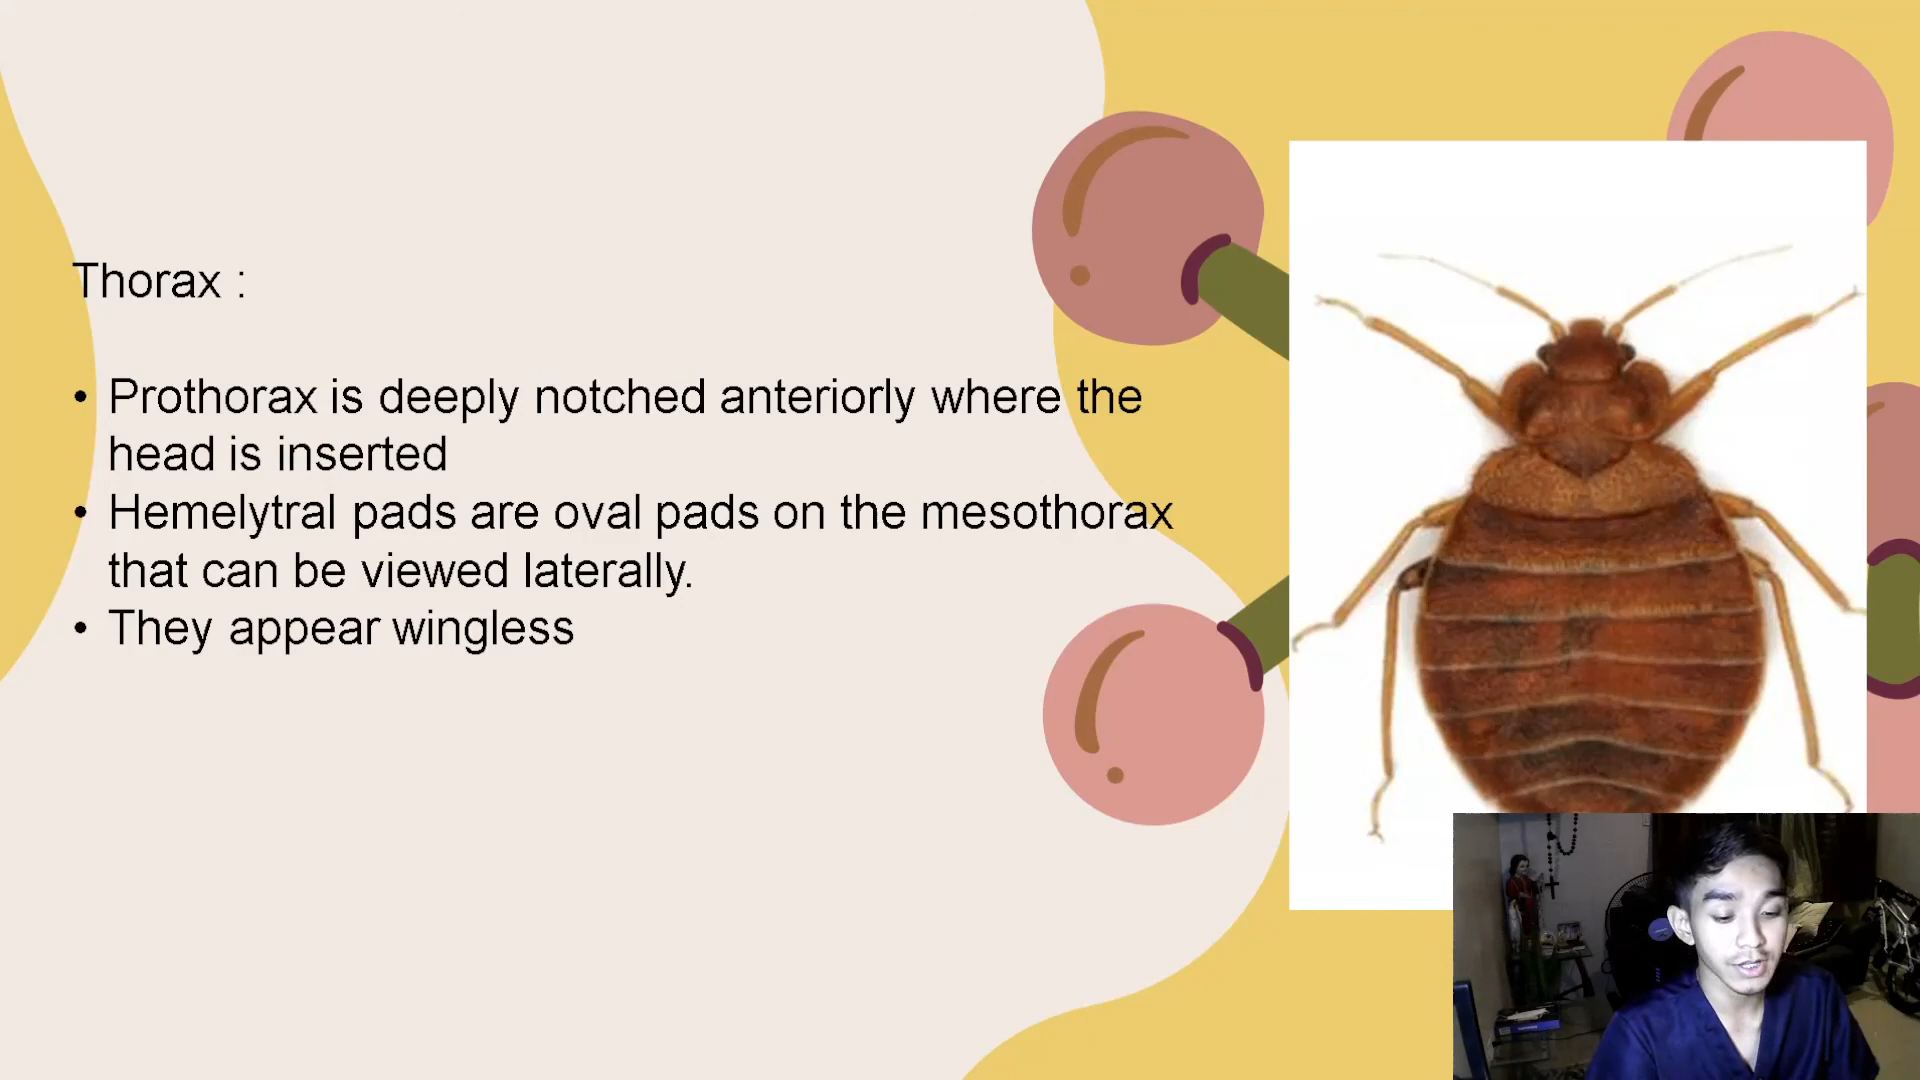 Thorax :
• Prothorax is deeply notched anteriorly where the
head is inserted
• Hemelytral pads are oval pads on the mesothorax
that can be viewed laterally.
• They appear wingless